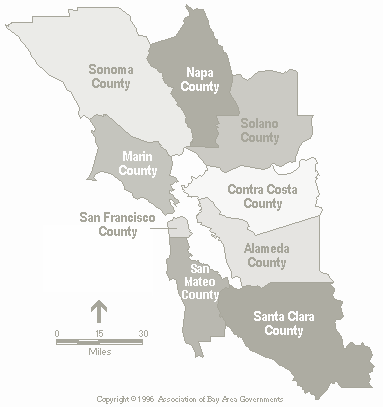 Sonoma
County
Napa
County
Solano
County
Marin
County
Contra Costa
County
San Francisco
County
Alameda
County
San
Mateo
County
Santa Clara
County
0 15 30
Miles
Copyright © 1996 Association of Bay Area Governments